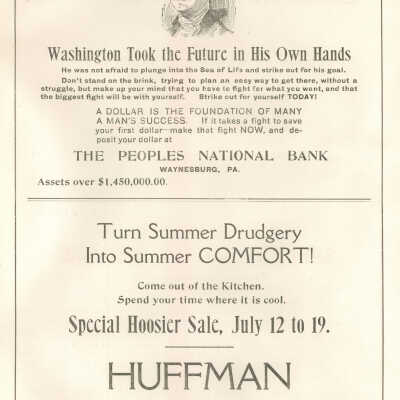 Washington Took the Future in His Own Hands
He was not afraid to plunge into the Sea of Life and strike out for his goal.
Don't stand on the brink, trying to plan an easy way to get there, without a
struggle, but make up your mind that you have to fight for what you want, and that
the biggest fight will be with yourself. Strike out for yourself TODAY!
A DOLLAR IS THE FOUNDATION OF MANY
A MAN'S SUCCESS. If it takes a fight to save
your first dollar—make that fight NOW, and de-
posit your dollar at
THE PEOPLES NATIONAL BANK
WAYNESBURG, PA.
Assets over $1,450,000.00.
Turn Summer Drudgery
Into Summer COMFORT!
Come out of the Kitchen.
Spend your time where it is cool.
Special Hoosier Sale, July 12 to 19.
HUFFMAN